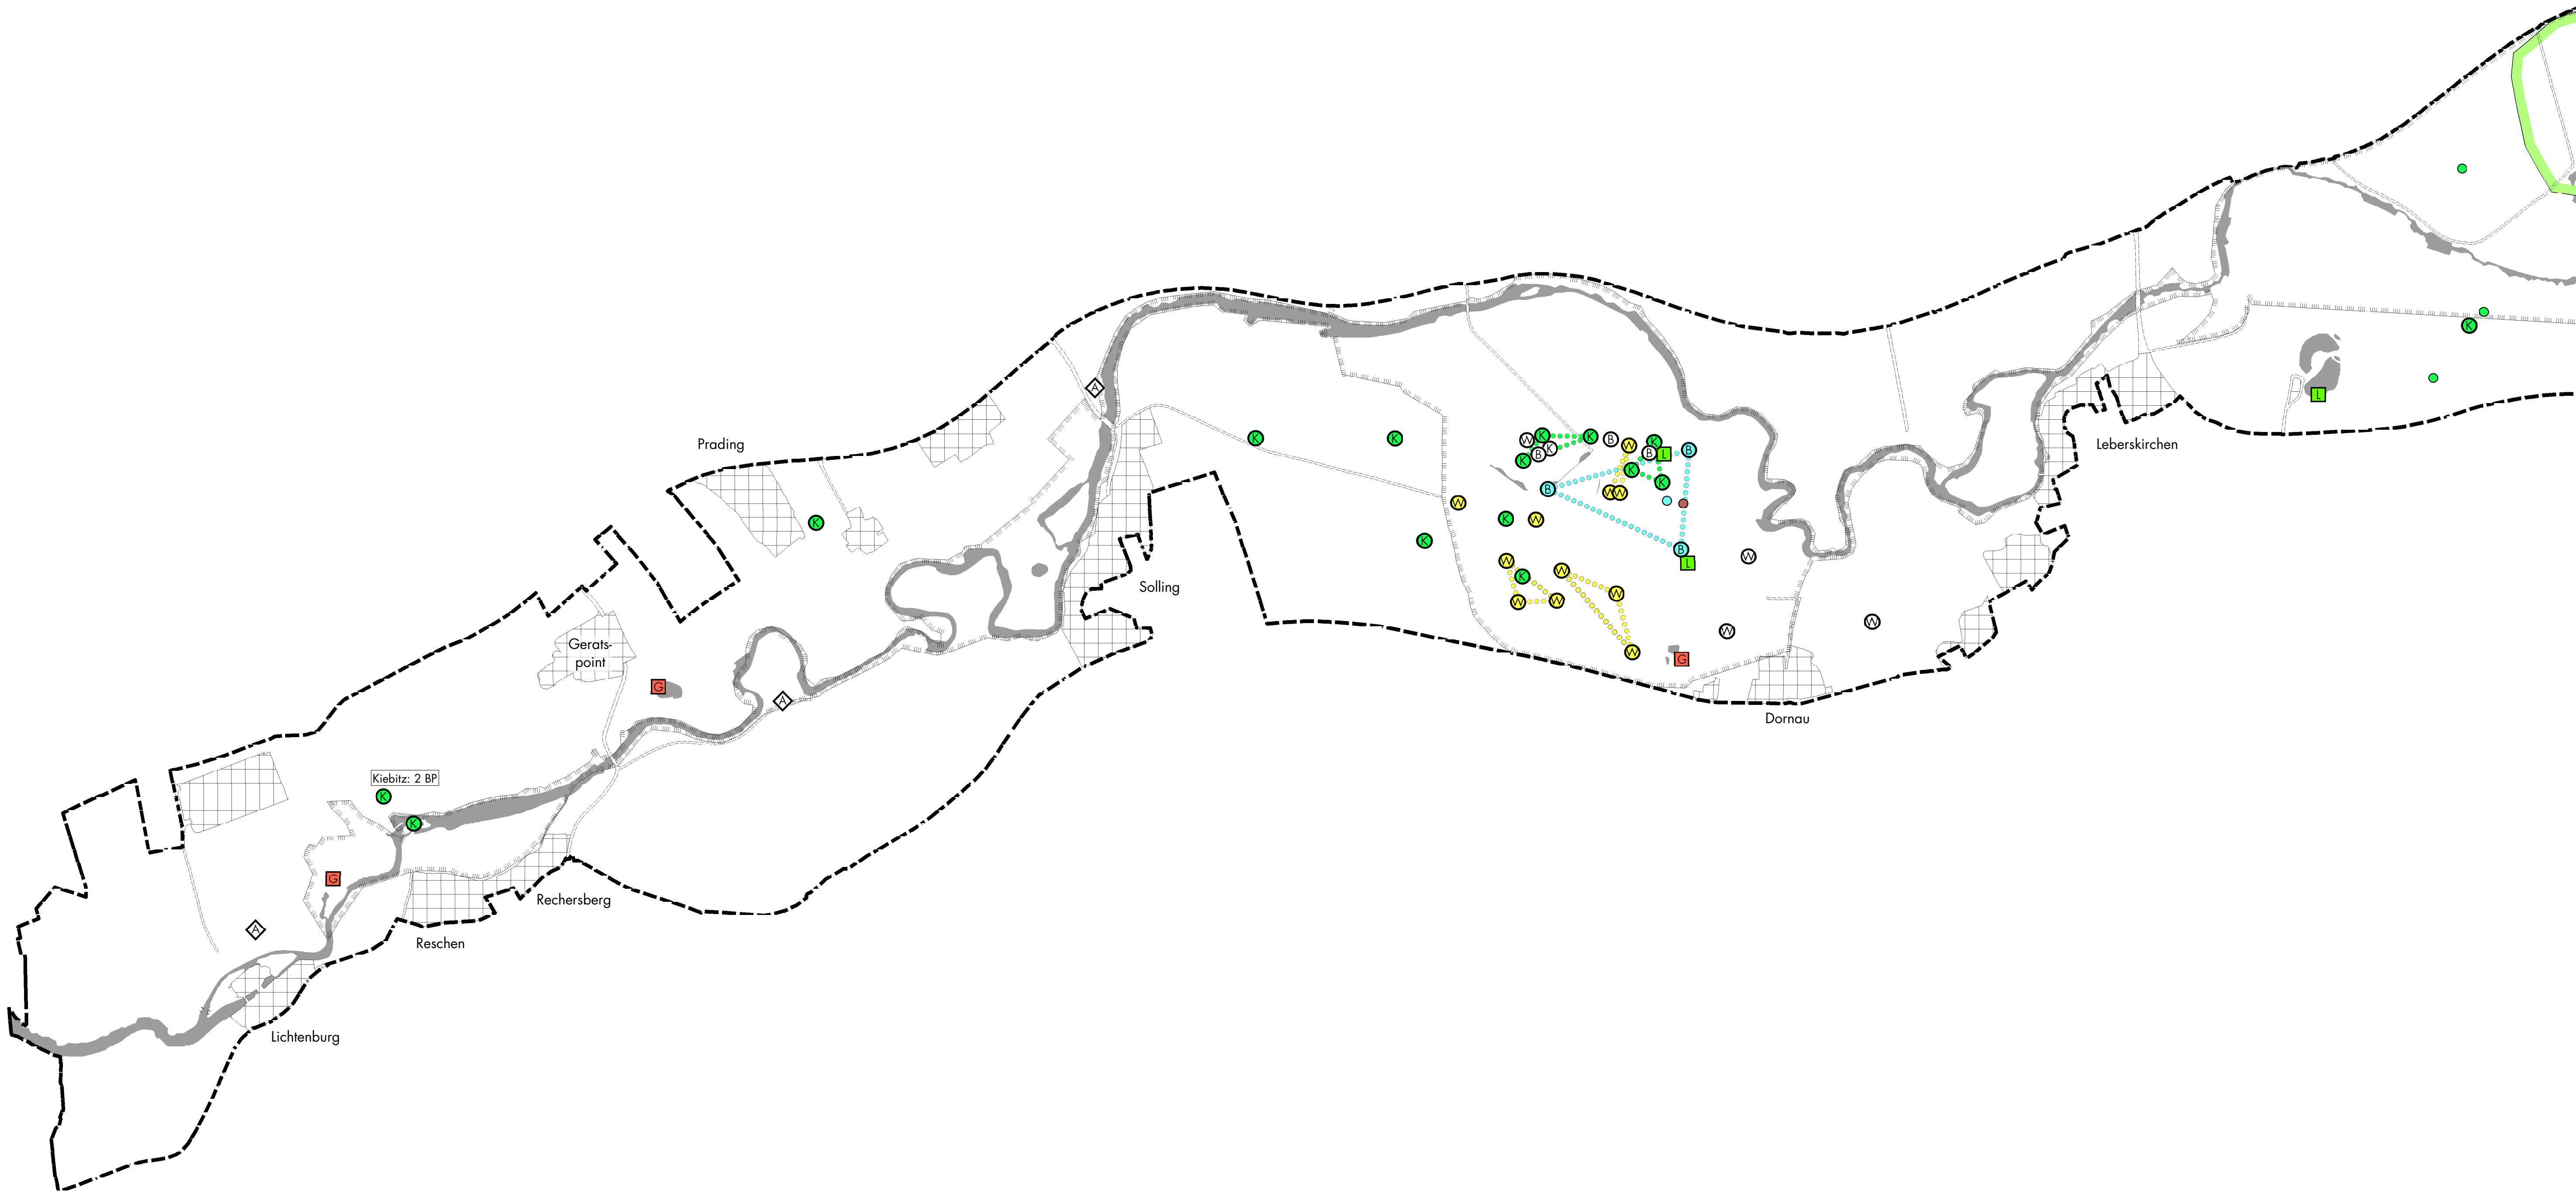 A
L
Prading
K
K
K
W
K
K
B
W
K
B
L
B
K
B
K
K
K
Leberskirchen
K
B
W
W
W
K
W
K
K
B
L
W
Solling
W
W
K
W
W
W
W
W
W
Gerats-
point
W
G
G
A
Dornau
Kiebitz: 2 BP
K
K
G
Rechersberg
A
Reschen
Lichtenburg